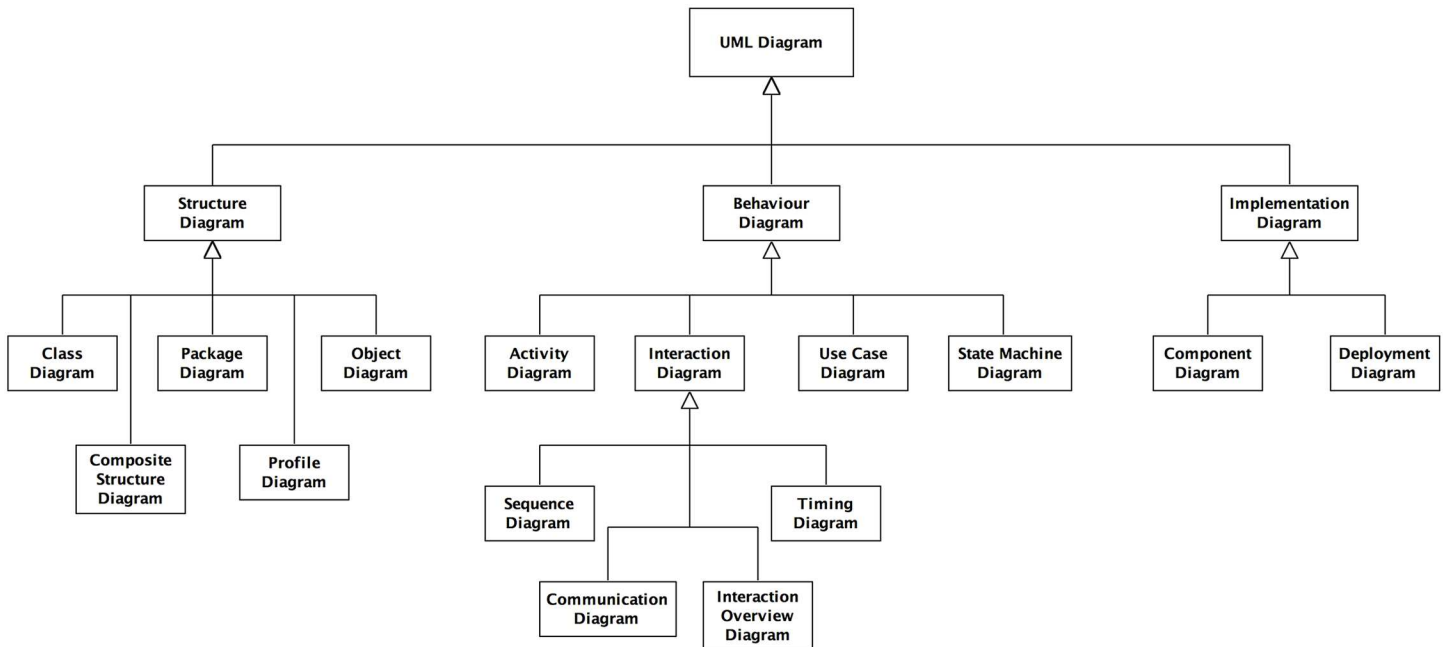 UML Diagram
Structure
Diagram
Behaviour
Diagram
Implementation
Diagram
Class
Diagram
Package
Diagram
Object
Diagram
Activity
Diagram
Interaction
Diagram
Use Case
Diagram
State Machine
Diagram
Component
Diagram
Deployment
Diagram
Composite
Structure
Diagram
Profile
Diagram
Sequence
Diagram
Timing
Diagram
Communication
Diagram
Interaction
Overview
Diagram